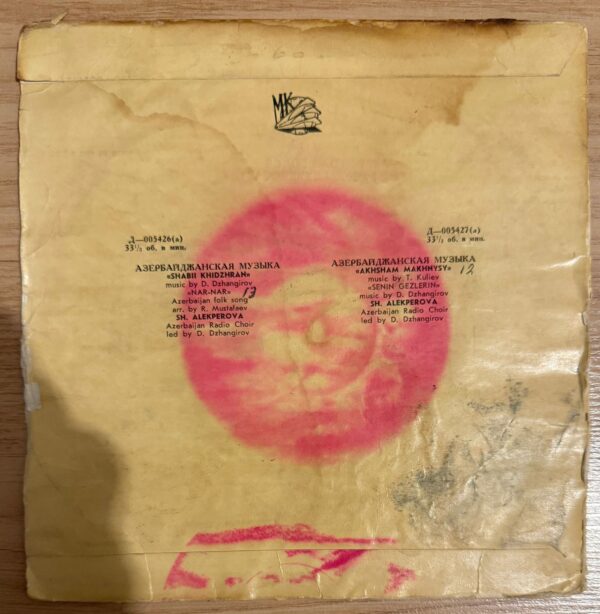 МК
Д—005426(а)
33¹/₃ об. в мин.
АЗЕРБАЙДЖАНСКАЯ МУЗЫКА
«SHABII KHIDZHRAN»
music by D. Dzhangirov
«NAR-NAR» 13
Azerbaijan folk song
arr. by R. Mustafaev
SH. ALEKPEROVA
Azerbaijan Radio Choir
led by D. Dzhangirov
Д—005427(а)
33¹/₃ об. в мин.
АЗЕРБАЙДЖАНСКАЯ МУЗЫКА
«AKHSHAM MAKHNYSY» 12
music by T. Kuliev
«SENIN GEZLERIN»
music by D. Dzhangirov
SH. ALEKPEROVA
Azerbaijan Radio Choir
led by D. Dzhangirov